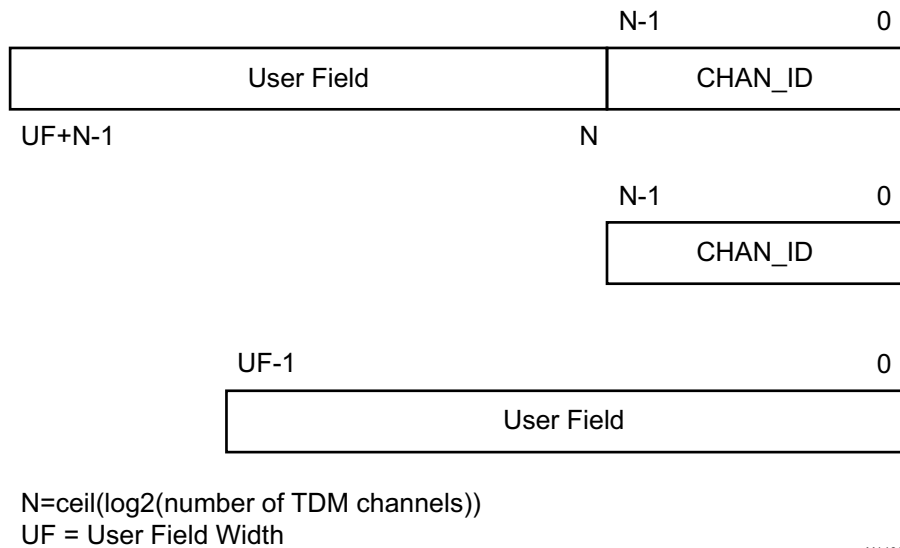 N-1 0
User Field CHAN_ID
UF+N-1 N
N-1 0
CHAN_ID
UF-1 0
User Field
N=ceil(log2(number of TDM channels))
UF = User Field Width